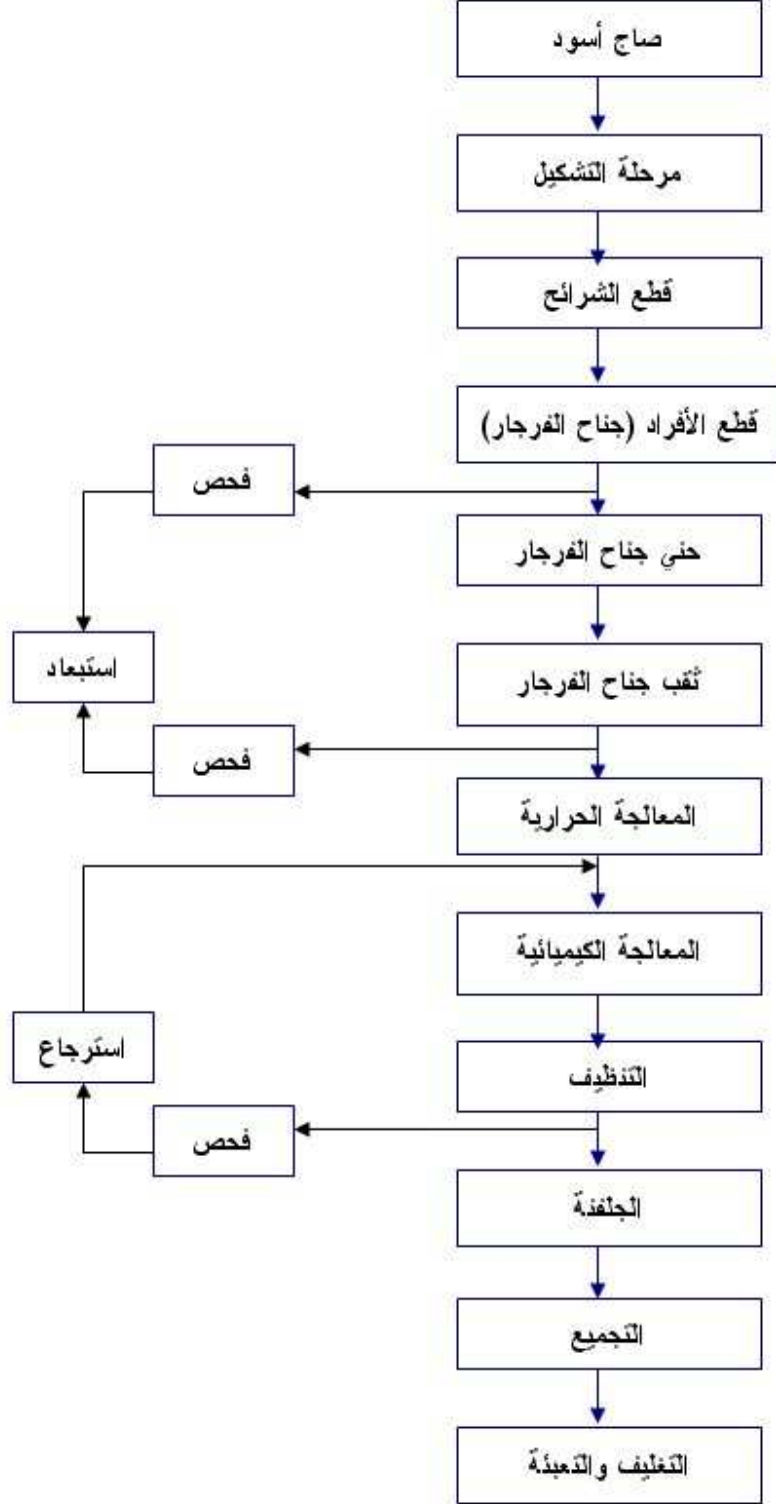 صاج أسود
مرحلة التشكيل
قطع الشرائح
قطع الأفراد (جناح الفرجار)
فحص
حني جناح الفرجار
استبعاد
ثقب جناح الفرجار
فحص
المعالجة الحرارية
المعالجة الكيميائية
استرجاع
التنظيف
فحص
الجلفنة
التجميع
التغليف والتعبئة